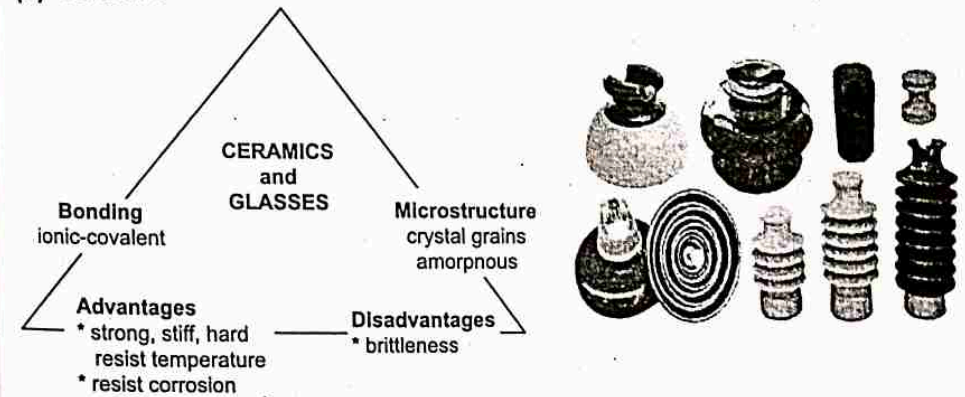 CERAMICS
and
GLASSES
Bonding
ionic-covalent
Microstructure
crystal grains
amorpnous
Advantages
* strong, stiff, hard
resist temperature
* resist corrosion
Disadvantages
* brittleness